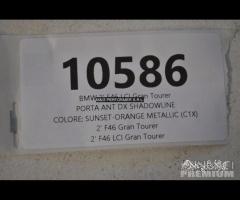 10586
BMW 2' F46 LCI Gran Tourer
PORTA ANT DX SHADOWLINE
COLORE: SUNSET-ORANGE METALLIC (C1X)
2' F46 Gran Tourer
2' F46 LCI Gran Tourer
PREMIUM